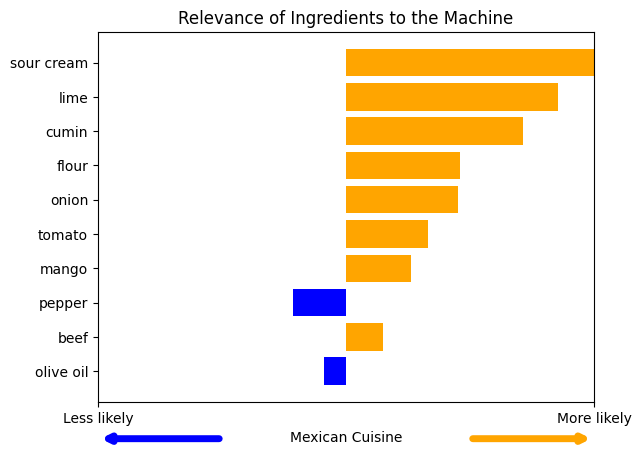 Relevance of Ingredients to the Machine
sour cream
lime
cumin
flour
onion
tomato
mango
pepper
beef
olive oil
Less likely
More likely
Mexican Cuisine